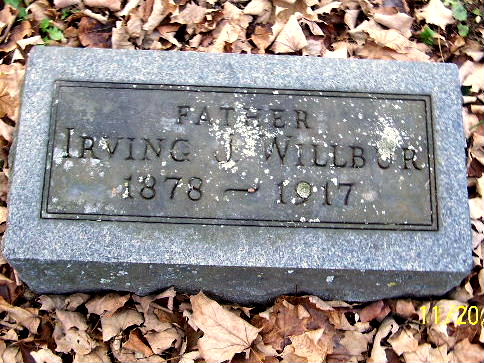 FATHER
IRVING J. WILLBUR
1878 – 1917
11/20/